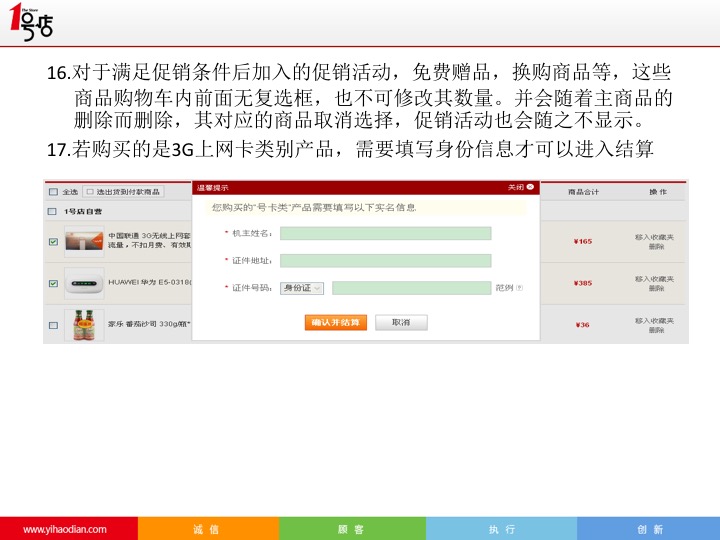 The Store
1号店
16.对于满足促销条件后加入的促销活动，免费赠品，换购商品等，这些
商品购物车内前面无复选框，也不可修改其数量。并会随着主商品的
删除而删除，其对应的商品取消选择，促销活动也会随之不显示。
17.若购买的是3G上网卡类别产品，需要填写身份信息才可以进入结算
全选 选出货到付款商品
温馨提示 关闭
商品合计 操 作
1号店自营
您购买的"号卡类"产品需要填写以下实名信息
中国联通 3G无线上网套
流量，不扣月费、有效期
* 机主姓名：
¥165
移入收藏夹
删除
* 证件地址：
HUAWEI 华为 E5-0318(
* 证件号码： 身份证 范例
¥385
移入收藏夹
删除
家乐 番茄沙司 330g/瓶*
确认并结算 取消
¥36
移入收藏夹
删除
www.yihaodian.com 诚 信 顾 客 执 行 创 新